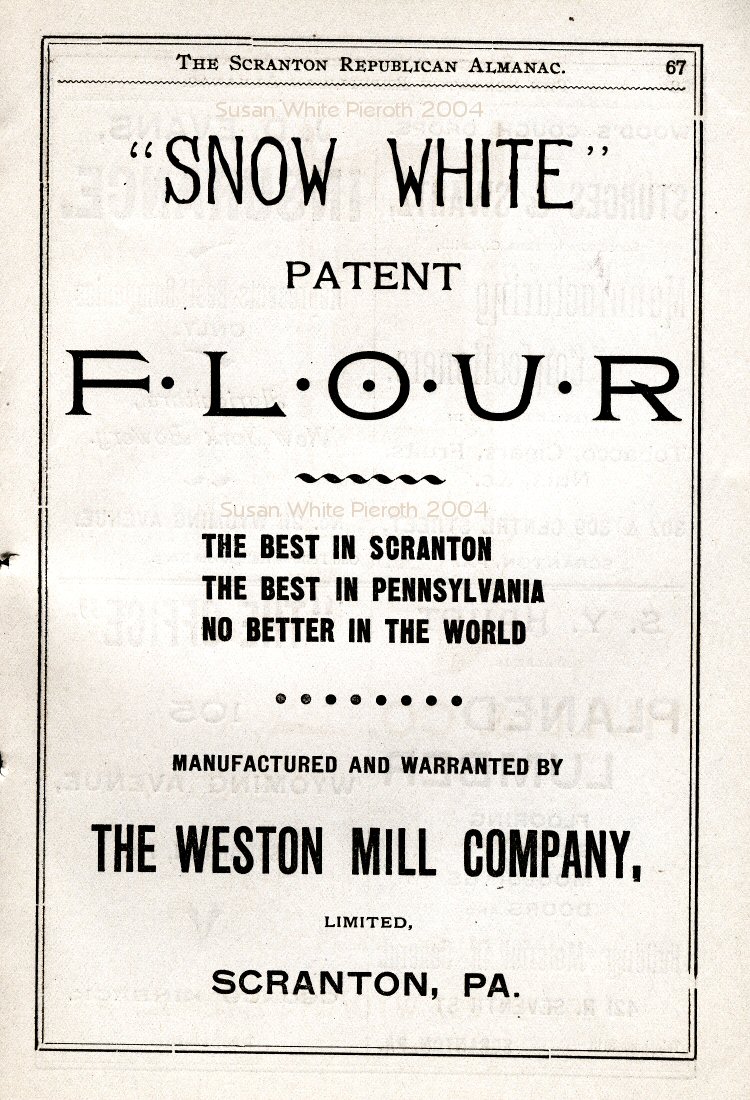 THE SCRANTON REPUBLICAN ALMANAC. 67
Susan White Pieroth 2004
"SNOW WHITE"
PATENT
F·L·O·U·R
Susan White Pieroth 2004
THE BEST IN SCRANTON
THE BEST IN PENNSYLVANIA
NO BETTER IN THE WORLD
MANUFACTURED AND WARRANTED BY
THE WESTON MILL COMPANY,
LIMITED,
SCRANTON, PA.